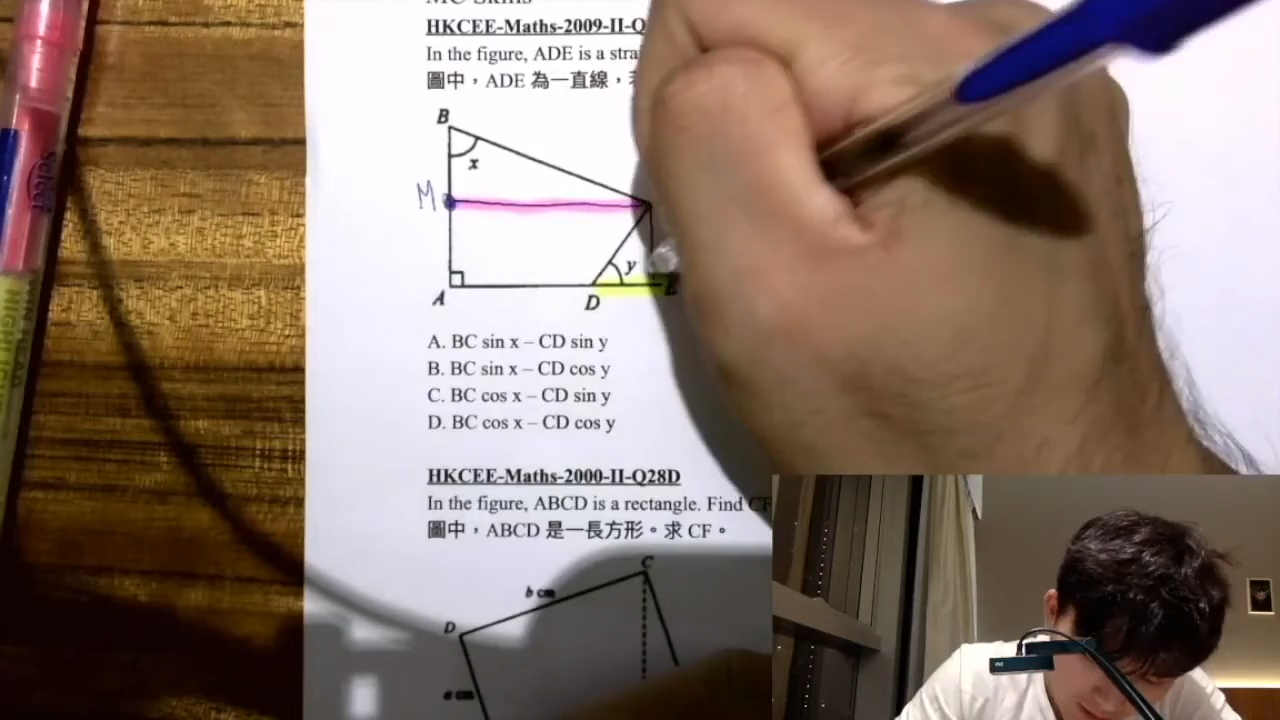 HKCEE-Maths-2009-II-Q
In the figure, ADE is a stra
圖中，ADE 為一直線，
B
x
M
y
A
D
E
A. BC sin x – CD sin y
B. BC sin x – CD cos y
C. BC cos x – CD sin y
D. BC cos x – CD cos y
HKCEE-Maths-2000-II-Q28D
In the figure, ABCD is a rectangle. Find CF
圖中，ABCD 是一長方形。求 CF。
C
b cm
D
a cm
Select